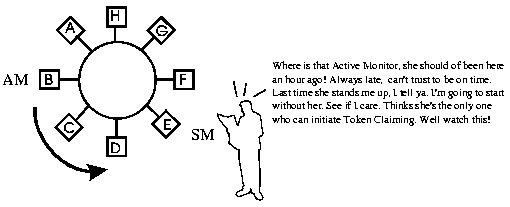 H
A
G
AM
B
F
C
E
D
SM
Where is that Active Monitor, she should of been here
an hour ago! Always late, can't trust to be on time.
Last time she stands me up, I tell ya. I'm going to start
without her. See if I care. Thinks she's the only one
who can initiate Token Claiming. Well watch this!